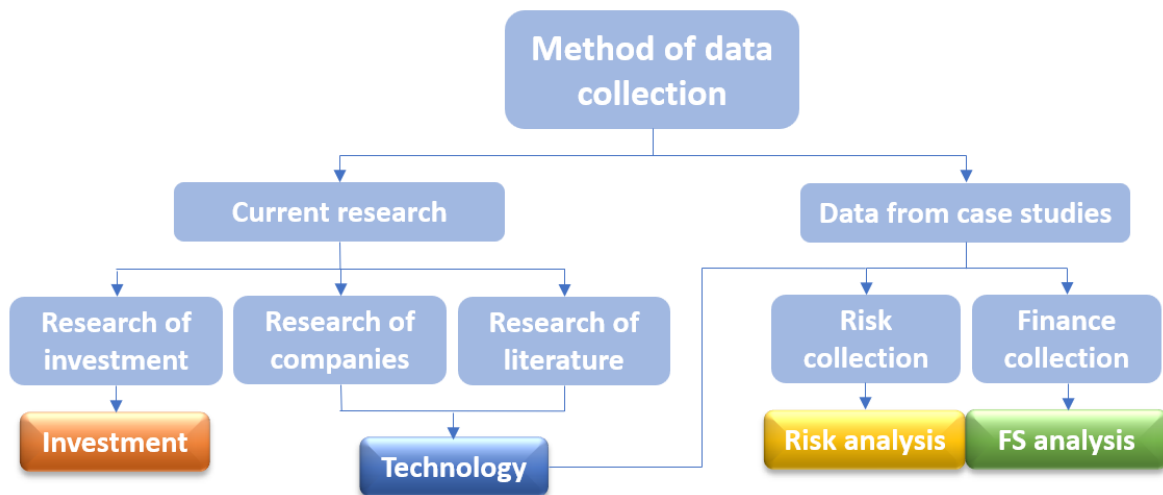 Method of data
collection
Current research
Data from case studies
Research of
investment
Research of
companies
Research of
literature
Risk
collection
Finance
collection
Investment
Technology
Risk analysis
FS analysis